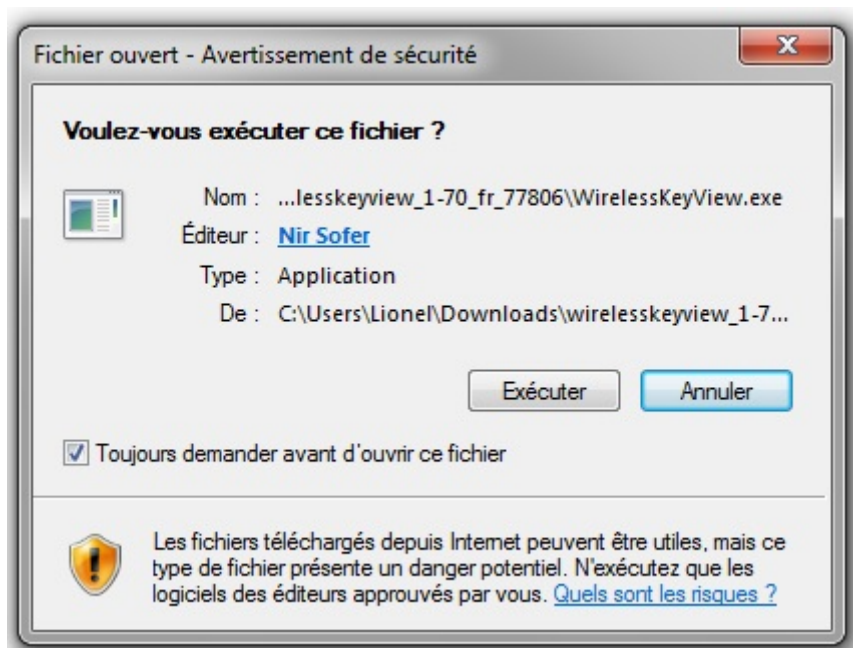 Fichier ouvert - Avertissement de sécurité
Voulez-vous exécuter ce fichier ?
Nom : ...lesskeyview_1-70_fr_77806\WirelessKeyView.exe
Éditeur : Nir Sofer
Type : Application
De : C:\Users\Lionel\Downloads\wirelesskeyview_1-7...
Exécuter Annuler
Toujours demander avant d'ouvrir ce fichier
Les fichiers téléchargés depuis Internet peuvent être utiles, mais ce
type de fichier présente un danger potentiel. N'exécutez que les
logiciels des éditeurs approuvés par vous. Quels sont les risques ?